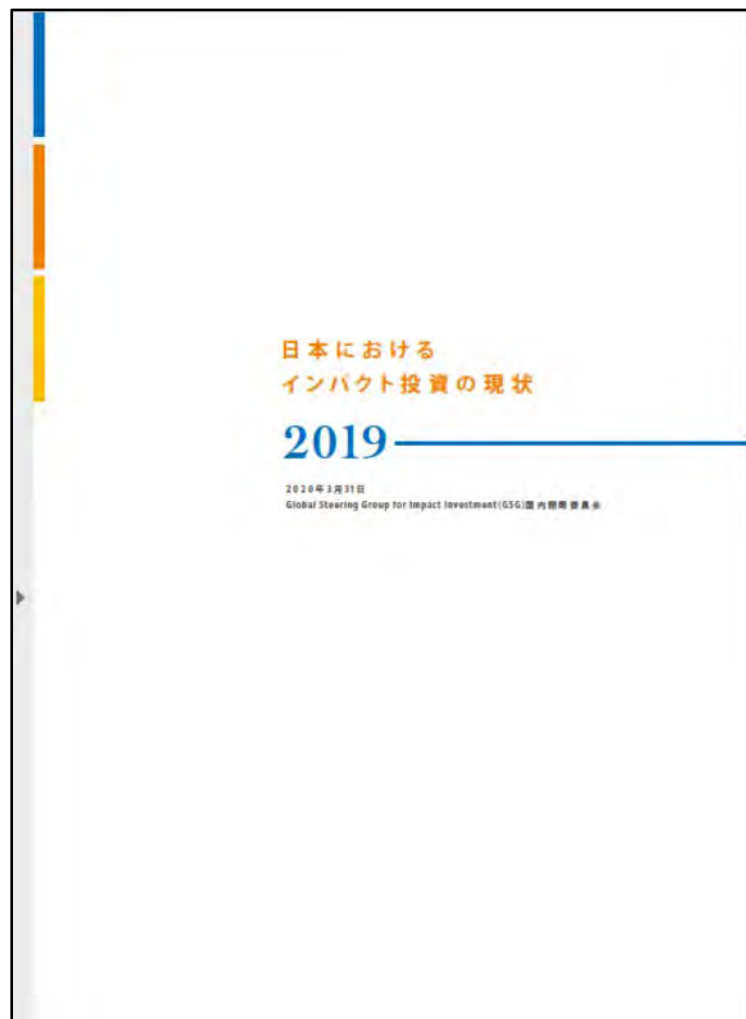 日本における
インパクト投資の現状
2019
2020年3月31日
Global Steering Group for Impact Investment(GSG)国内諮問委員会